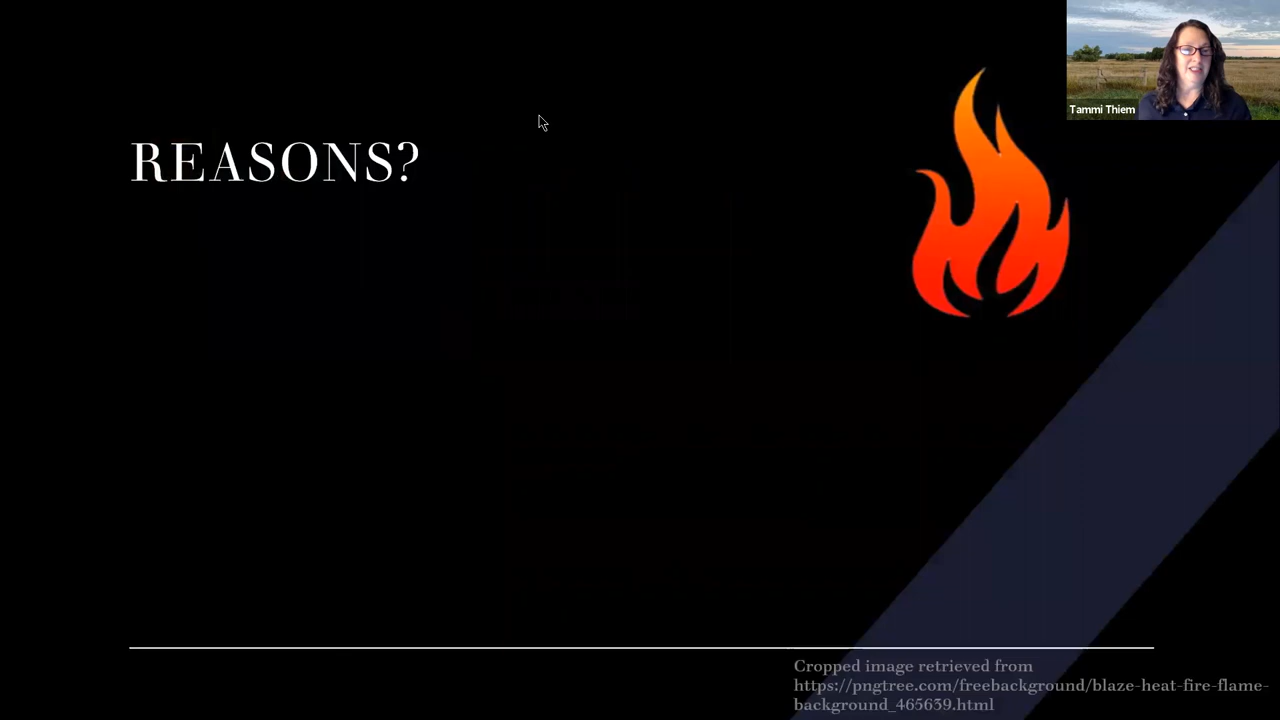 Tammi Thiem
REASONS?
Cropped image retrieved from
https://pngtree.com/freebackground/blaze-heat-fire-flame-
background_465639.html